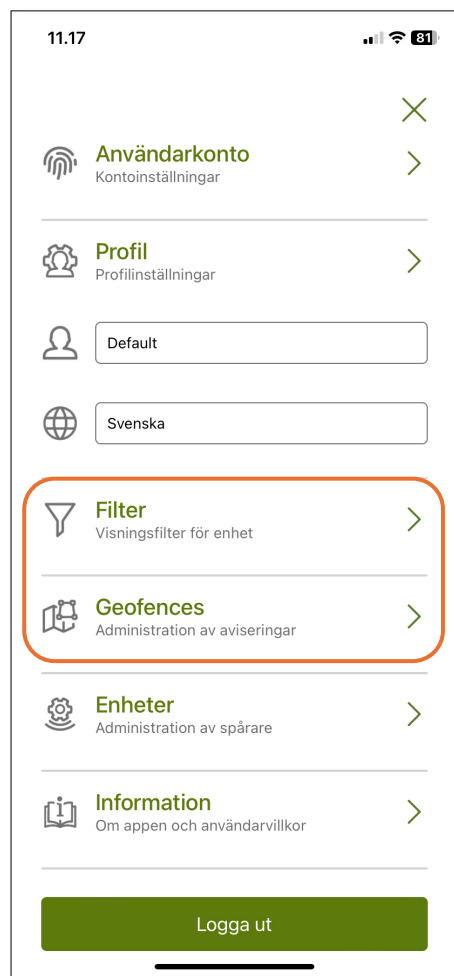 11.17
81
Användarkonto
Kontoinställningar
Profil
Profilinställningar
Default
Svenska
Filter
Visningsfilter för enhet
Geofences
Administration av aviseringar
Enheter
Administration av spårare
Information
Om appen och användarvillkor
Logga ut